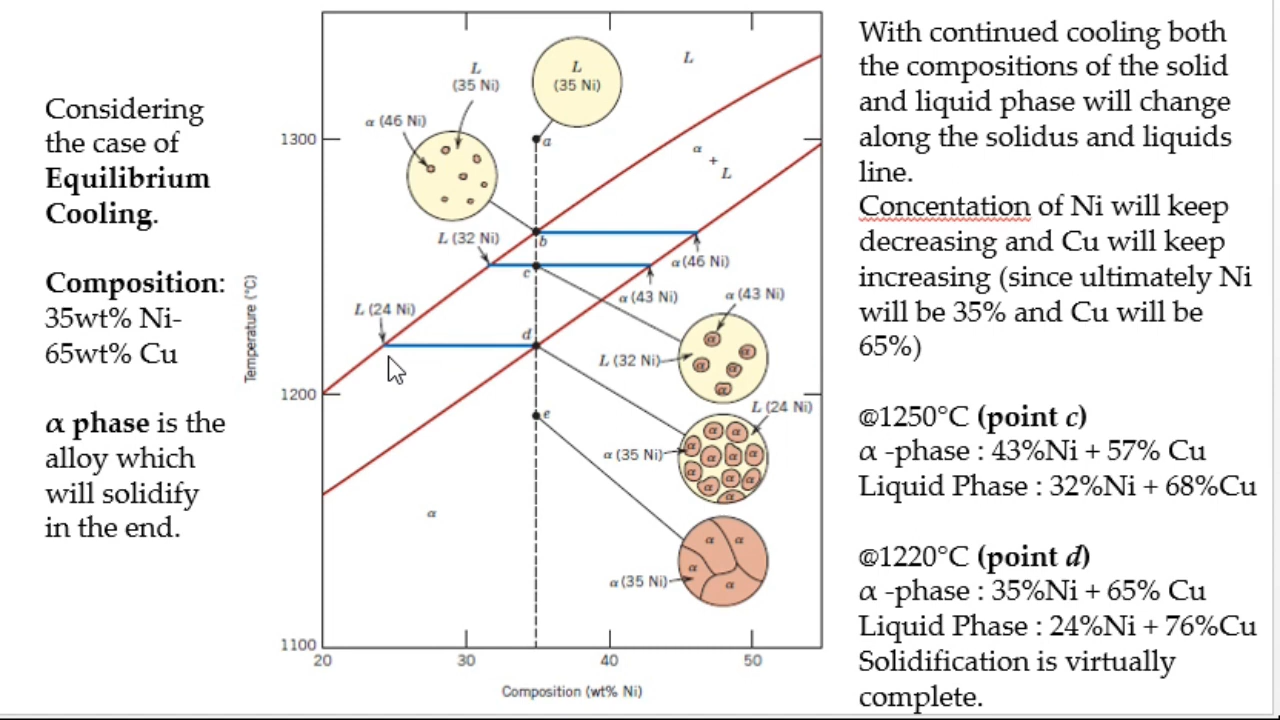 Considering
the case of
Equilibrium
Cooling.
Composition:
35wt% Ni-
65wt% Cu
α phase is the
alloy which
will solidify
in the end.
L
L
(35 Ni)
L
(35 Ni)
α (46 Ni)
1300
a
α
+
L
L (32 Ni)
b
α (46 Ni)
c
α (43 Ni)
α (43 Ni)
L (24 Ni)
d
α
α
α
α
α
L (32 Ni)
Temperature (°C)
1200
e
L (24 Ni)
α
α
α
α
α
α
α
α
α
α
α
α
α (35 Ni)
α
α
α
α
α
α (35 Ni)
1100
20
30
40
50
Composition (wt% Ni)
With continued cooling both
the compositions of the solid
and liquid phase will change
along the solidus and liquids
line.
Concentation of Ni will keep
decreasing and Cu will keep
increasing (since ultimately Ni
will be 35% and Cu will be
65%)
@1250°C (point c)
α -phase : 43%Ni + 57% Cu
Liquid Phase : 32%Ni + 68%Cu
@1220°C (point d)
α -phase : 35%Ni + 65% Cu
Liquid Phase : 24%Ni + 76%Cu
Solidification is virtually
complete.